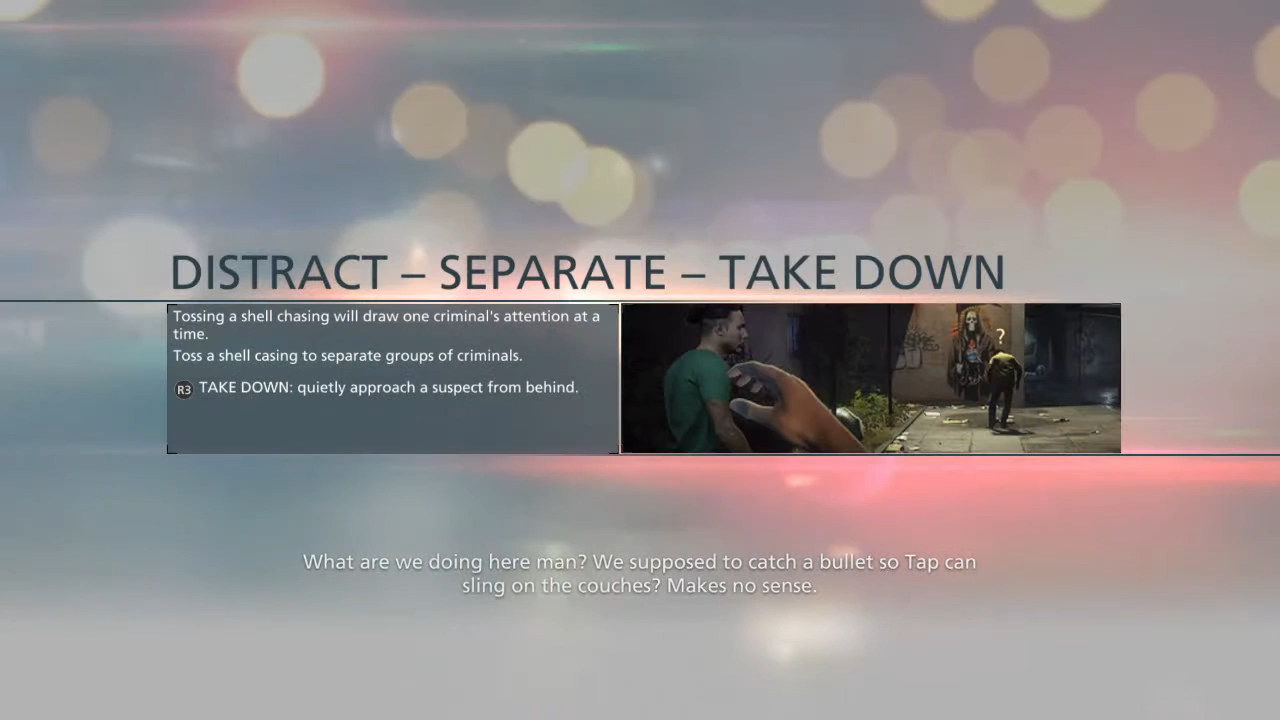 DISTRACT – SEPARATE – TAKE DOWN
Tossing a shell chasing will draw one criminal's attention at a
time.
Toss a shell casing to separate groups of criminals.
R3 TAKE DOWN: quietly approach a suspect from behind.
?
What are we doing here man? We supposed to catch a bullet so Tap can
sling on the couches? Makes no sense.